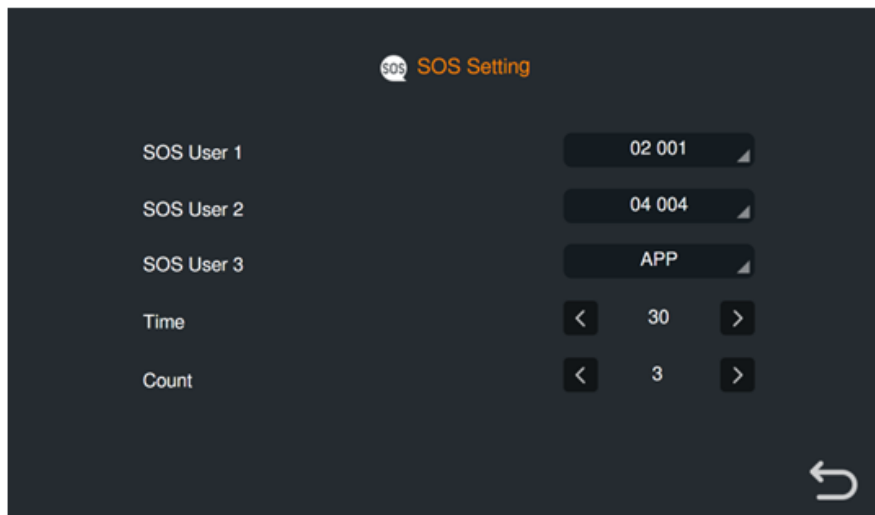 SOS SOS Setting
SOS User 1 02 001
SOS User 2 04 004
SOS User 3 APP
Time < 30 >
Count < 3 >